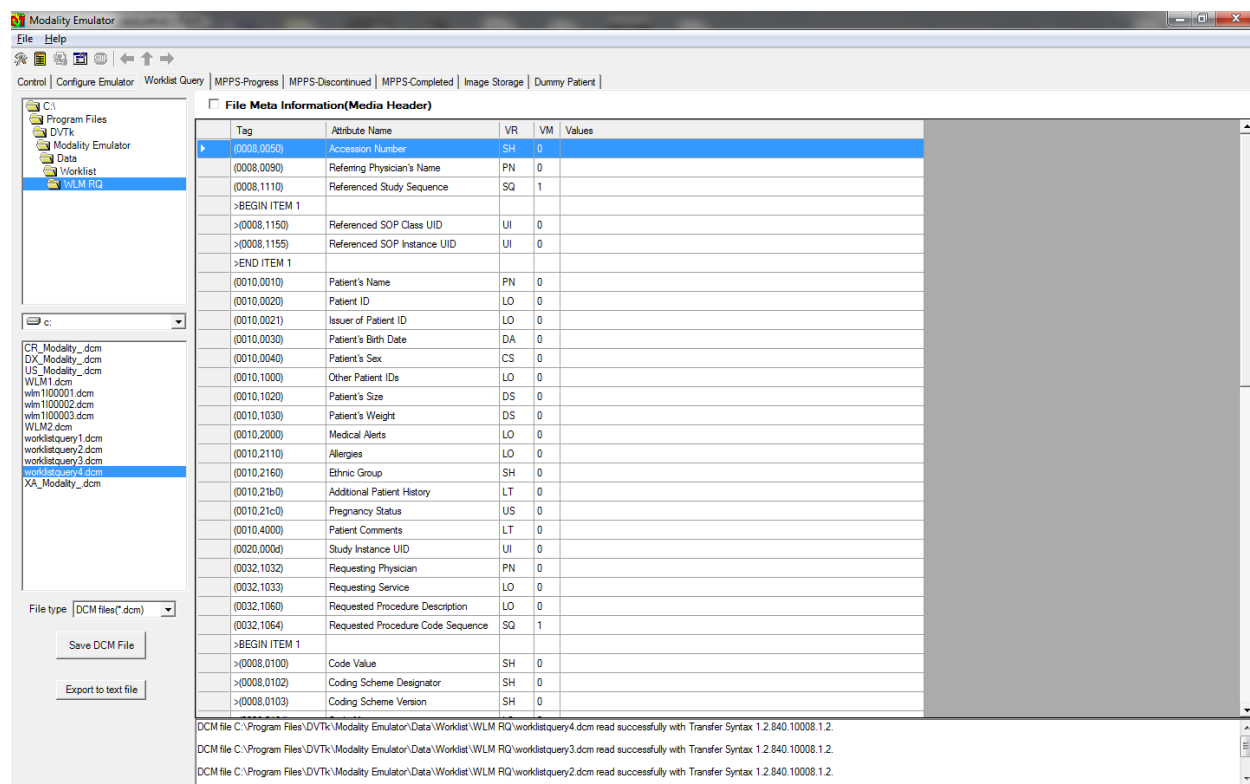 Modality Emulator
File Help
Control Configure Emulator Worklist Query MPPS-Progress MPPS-Discontinued MPPS-Completed Image Storage Dummy Patient
C:\
Program Files
DVTk
Modality Emulator
Data
Worklist
WLM RQ
c:
CR_Modality_.dcm
DX_Modality_.dcm
US_Modality_.dcm
WLM1.dcm
wlm1I00001.dcm
wlm1I00002.dcm
wlm1I00003.dcm
WLM2.dcm
worklistquery1.dcm
worklistquery2.dcm
worklistquery3.dcm
worklistquery4.dcm
XA_Modality_.dcm
File type DCM files(*.dcm)
Save DCM File
Export to text file
File Meta Information(Media Header)
Tag Attribute Name VR VM Values
(0008,0050) Accession Number SH 0
(0008,0090) Referring Physician's Name PN 0
(0008,1110) Referenced Study Sequence SQ 1
>BEGIN ITEM 1
>(0008,1150) Referenced SOP Class UID UI 0
>(0008,1155) Referenced SOP Instance UID UI 0
>END ITEM 1
(0010,0010) Patient's Name PN 0
(0010,0020) Patient ID LO 0
(0010,0021) Issuer of Patient ID LO 0
(0010,0030) Patient's Birth Date DA 0
(0010,0040) Patient's Sex CS 0
(0010,1000) Other Patient IDs LO 0
(0010,1020) Patient's Size DS 0
(0010,1030) Patient's Weight DS 0
(0010,2000) Medical Alerts LO 0
(0010,2110) Allergies LO 0
(0010,2160) Ethnic Group SH 0
(0010,21b0) Additional Patient History LT 0
(0010,21c0) Pregnancy Status US 0
(0010,4000) Patient Comments LT 0
(0020,000d) Study Instance UID UI 0
(0032,1032) Requesting Physician PN 0
(0032,1033) Requesting Service LO 0
(0032,1060) Requested Procedure Description LO 0
(0032,1064) Requested Procedure Code Sequence SQ 1
>BEGIN ITEM 1
>(0008,0100) Code Value SH 0
>(0008,0102) Coding Scheme Designator SH 0
>(0008,0103) Coding Scheme Version SH 0
DCM file C:\Program Files\DVTk\Modality Emulator\Data\Worklist\WLM RQ\worklistquery4.dcm read successfully with Transfer Syntax 1.2.840.10008.1.2.
DCM file C:\Program Files\DVTk\Modality Emulator\Data\Worklist\WLM RQ\worklistquery3.dcm read successfully with Transfer Syntax 1.2.840.10008.1.2.
DCM file C:\Program Files\DVTk\Modality Emulator\Data\Worklist\WLM RQ\worklistquery2.dcm read successfully with Transfer Syntax 1.2.840.10008.1.2.